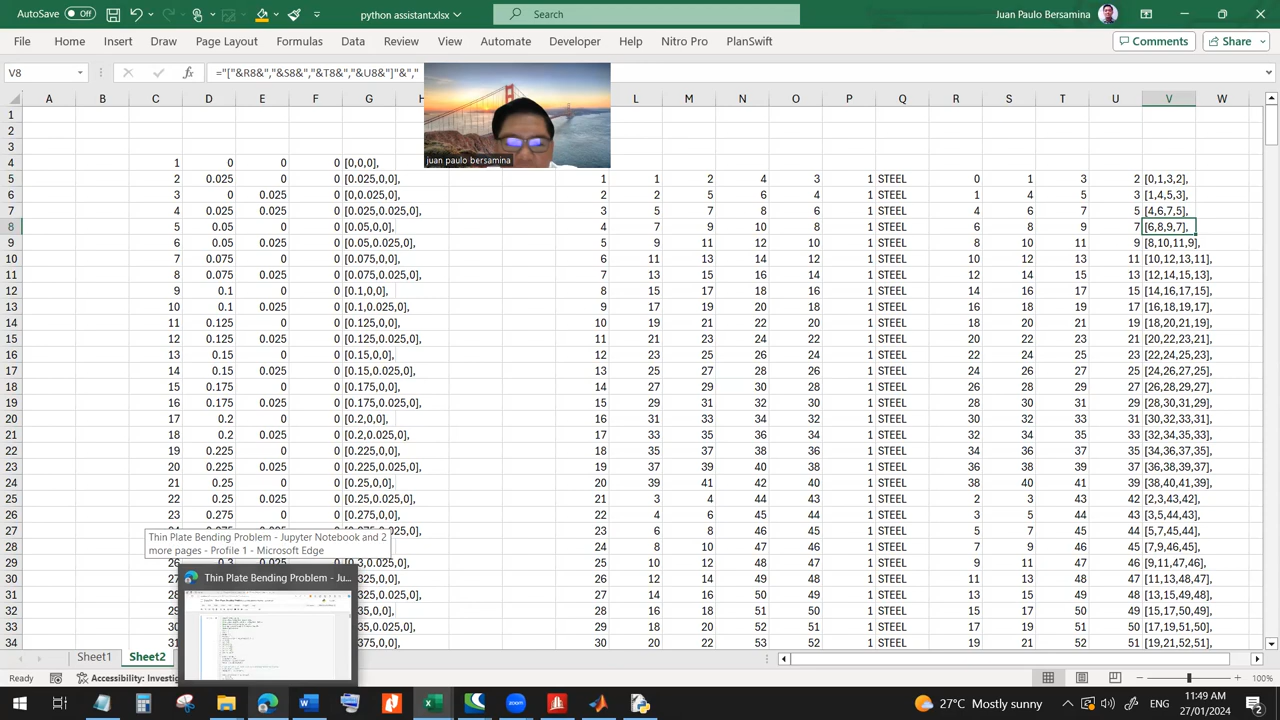 AutoSave Off python assistant.xlsx Search Juan Paulo Bersamina
File Home Insert Draw Page Layout Formulas Data Review View Automate Developer Help Nitro Pro PlanSwift Comments Share
V8 fx ="["&R8&","&S8&","&T8&","&U8&"]"&","
A B C D E F G H L M N O P Q R S T U V W
1
2
3
juan paulo bersamina
4 1 0 0 0 [0,0,0],
5 2 0.025 0 0 [0.025,0,0], 1 1 2 4 3 1 STEEL 0 1 3 2 [0,1,3,2],
6 3 0 0.025 0 [0,0.025,0], 2 2 5 6 4 1 STEEL 1 4 5 3 [1,4,5,3],
7 4 0.025 0.025 0 [0.025,0.025,0], 3 5 7 8 6 1 STEEL 4 6 7 5 [4,6,7,5],
8 5 0.05 0 0 [0.05,0,0], 4 7 9 10 8 1 STEEL 6 8 9 7 [6,8,9,7],
9 6 0.05 0.025 0 [0.05,0.025,0], 5 9 11 12 10 1 STEEL 8 10 11 9 [8,10,11,9],
10 7 0.075 0 0 [0.075,0,0], 6 11 13 14 12 1 STEEL 10 12 13 11 [10,12,13,11],
11 8 0.075 0.025 0 [0.075,0.025,0], 7 13 15 16 14 1 STEEL 12 14 15 13 [12,14,15,13],
12 9 0.1 0 0 [0.1,0,0], 8 15 17 18 16 1 STEEL 14 16 17 15 [14,16,17,15],
13 10 0.1 0.025 0 [0.1,0.025,0], 9 17 19 20 18 1 STEEL 16 18 19 17 [16,18,19,17],
14 11 0.125 0 0 [0.125,0,0], 10 19 21 22 20 1 STEEL 18 20 21 19 [18,20,21,19],
15 12 0.125 0.025 0 [0.125,0.025,0], 11 21 23 24 22 1 STEEL 20 22 23 21 [20,22,23,21],
16 13 0.15 0 0 [0.15,0,0], 12 23 25 26 24 1 STEEL 22 24 25 23 [22,24,25,23],
17 14 0.15 0.025 0 [0.15,0.025,0], 13 25 27 28 26 1 STEEL 24 26 27 25 [24,26,27,25],
18 15 0.175 0 0 [0.175,0,0], 14 27 29 30 28 1 STEEL 26 28 29 27 [26,28,29,27],
19 16 0.175 0.025 0 [0.175,0.025,0], 15 29 31 32 30 1 STEEL 28 30 31 29 [28,30,31,29],
20 17 0.2 0 0 [0.2,0,0], 16 31 33 34 32 1 STEEL 30 32 33 31 [30,32,33,31],
21 18 0.2 0.025 0 [0.2,0.025,0], 17 33 35 36 34 1 STEEL 32 34 35 33 [32,34,35,33],
22 19 0.225 0 0 [0.225,0,0], 18 35 37 38 36 1 STEEL 34 36 37 35 [34,36,37,35],
23 20 0.225 0.025 0 [0.225,0.025,0], 19 37 39 40 38 1 STEEL 36 38 39 37 [36,38,39,37],
24 21 0.25 0 0 [0.25,0,0], 20 39 41 42 40 1 STEEL 38 40 41 39 [38,40,41,39],
25 22 0.25 0.025 0 [0.25,0.025,0], 21 3 4 44 43 1 STEEL 2 3 43 42 [2,3,43,42],
26 23 0.275 0 0 [0.275,0,0], 22 4 6 45 44 1 STEEL 3 5 44 43 [3,5,44,43],
27 23 6 8 46 45 1 STEEL 5 7 45 44 [5,7,45,44],
Thin Plate Bending Problem - Jupyter Notebook and 2
more pages - Profile 1 - Microsoft Edge
28 24 8 10 47 46 1 STEEL 7 9 46 45 [7,9,46,45],
29 25 10 12 48 47 1 STEEL 9 11 47 46 [9,11,47,46],
30 26 12 14 49 48 1 STEEL 11 13 48 47 [11,13,48,47],
Thin Plate Bending Problem - Ju...
31 27 14 16 50 49 1 STEEL 13 15 49 48 [13,15,49,48],
32 28 16 18 51 50 1 STEEL 15 17 50 49 [15,17,50,49],
33 29 18 20 52 51 1 STEEL 17 19 51 50 [17,19,51,50],
34 30 20 22 53 52 1 STEEL 19 21 52 51 [19,21,52,51],
Sheet1 Sheet2
Ready Accessibility: Investig 100%
27°C Mostly sunny ENG 11:49 AM
27/01/2024 2